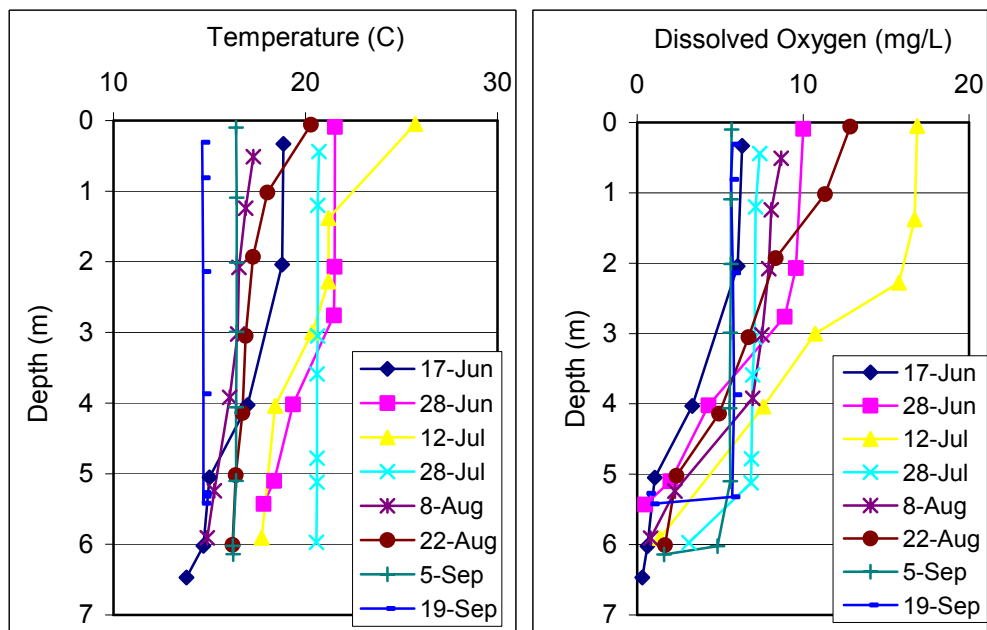 Temperature (C)
10 20 30
0
1
2
3
4
5
6
7
Depth (m)
17-Jun
28-Jun
12-Jul
28-Jul
8-Aug
22-Aug
5-Sep
19-Sep
Dissolved Oxygen (mg/L)
0 10 20
0
1
2
3
4
5
6
7
Depth (m)
17-Jun
28-Jun
12-Jul
28-Jul
8-Aug
22-Aug
5-Sep
19-Sep